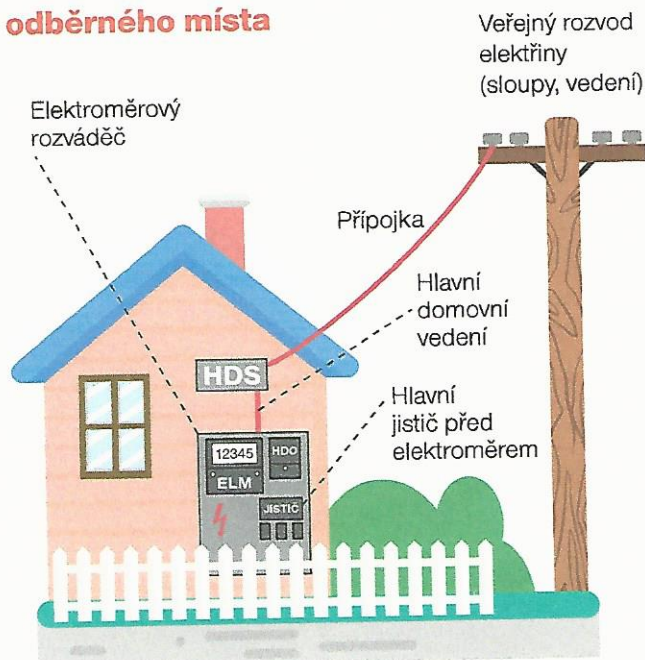 odběrného místa
Veřejný rozvod
elektřiny
(sloupy, vedení)
Elektroměrový
rozváděč
Přípojka
Hlavní
domovní
vedení
HDS
Hlavní
jistič před
elektroměrem
12345
HDO
ELM
JISTIČ